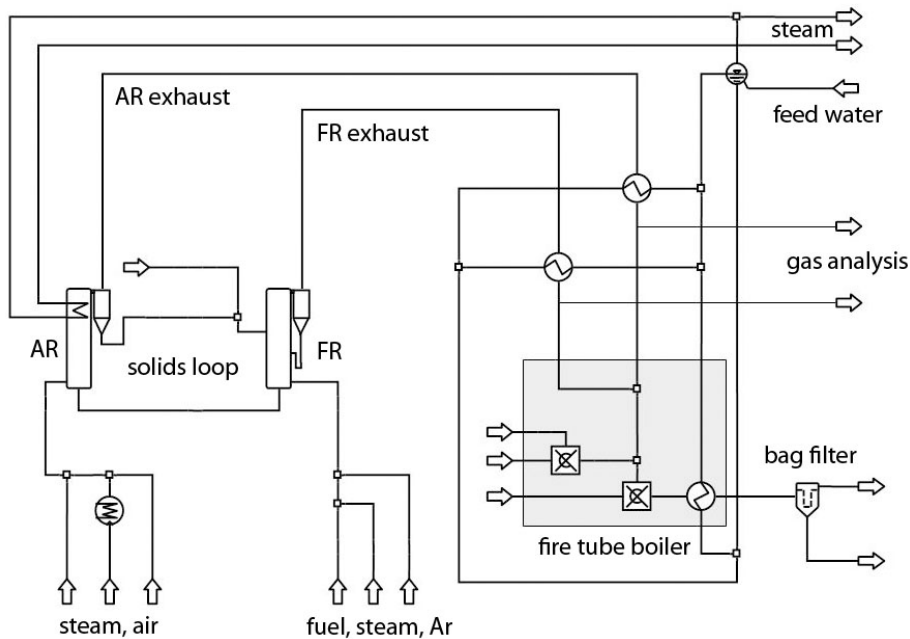 steam
AR exhaust
feed water
FR exhaust
gas analysis
AR
solids loop
FR
bag filter
fire tube boiler
steam, air
fuel, steam, Ar